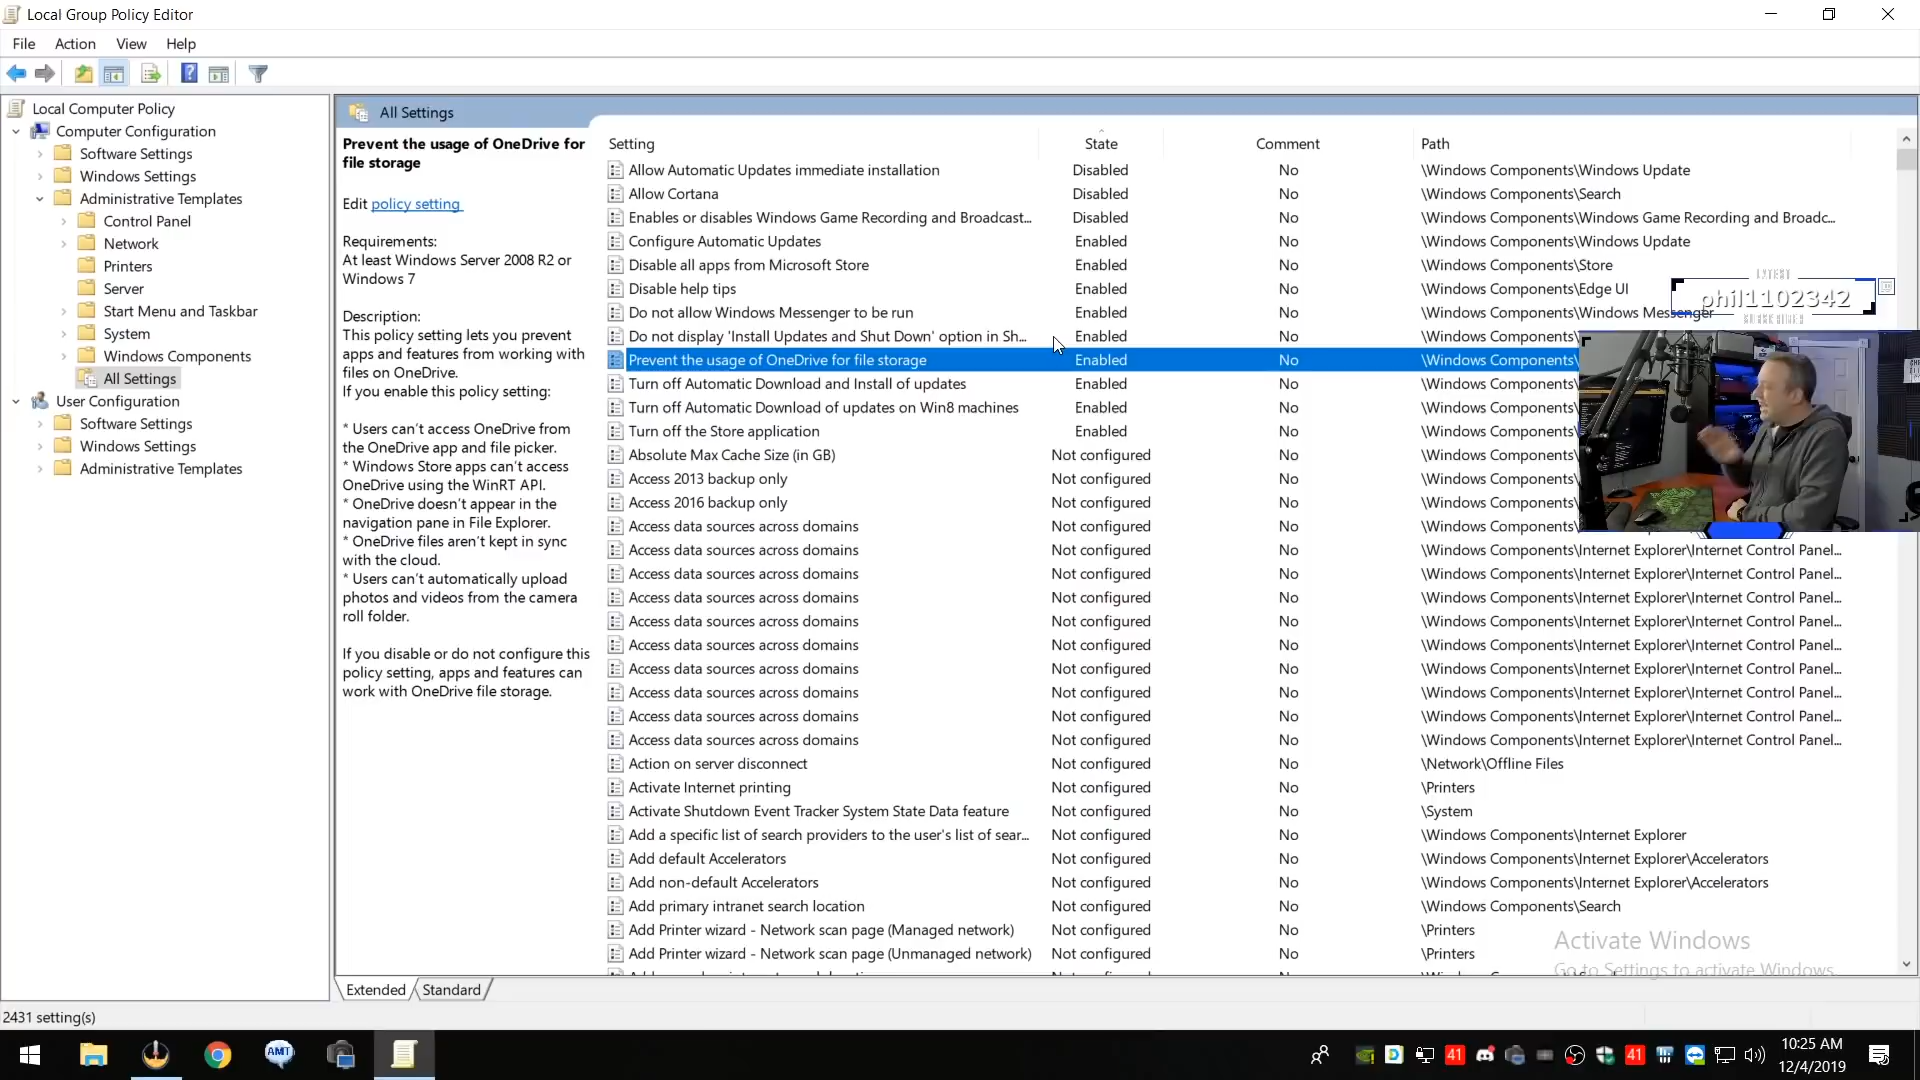 Local Group Policy Editor
File Action View Help
Local Computer Policy
Computer Configuration
Software Settings
Windows Settings
Administrative Templates
Control Panel
Network
Printers
Server
Start Menu and Taskbar
System
Windows Components
All Settings
User Configuration
Software Settings
Windows Settings
Administrative Templates
All Settings
Prevent the usage of OneDrive for
file storage
Edit policy setting
Requirements:
At least Windows Server 2008 R2 or
Windows 7
Description:
This policy setting lets you prevent
apps and features from working with
files on OneDrive.
If you enable this policy setting:
* Users can't access OneDrive from
the OneDrive app and file picker.
* Windows Store apps can't access
OneDrive using the WinRT API.
* OneDrive doesn't appear in the
navigation pane in File Explorer.
* OneDrive files aren't kept in sync
with the cloud.
* Users can't automatically upload
photos and videos from the camera
roll folder.
If you disable or do not configure this
policy setting, apps and features can
work with OneDrive file storage.
Setting State Comment Path
Allow Automatic Updates immediate installation Disabled No \Windows Components\Windows Update
Allow Cortana Disabled No \Windows Components\Search
Enables or disables Windows Game Recording and Broadcast... Disabled No \Windows Components\Windows Game Recording and Broadc...
Configure Automatic Updates Enabled No \Windows Components\Windows Update
Disable all apps from Microsoft Store Enabled No \Windows Components\Store
Disable help tips Enabled No \Windows Components\Edge UI
Do not allow Windows Messenger to be run Enabled No \Windows Components\Windows Messenger
Do not display 'Install Updates and Shut Down' option in Sh... Enabled No \Windows Components\
Prevent the usage of OneDrive for file storage Enabled No \Windows Components\
Turn off Automatic Download and Install of updates Enabled No \Windows Components\
Turn off Automatic Download of updates on Win8 machines Enabled No \Windows Components\
Turn off the Store application Enabled No \Windows Components\
Absolute Max Cache Size (in GB) Not configured No \Windows Components\
Access 2013 backup only Not configured No \Windows Components\
Access 2016 backup only Not configured No \Windows Components\
Access data sources across domains Not configured No \Windows Components\
Access data sources across domains Not configured No \Windows Components\Internet Explorer\Internet Control Panel...
Access data sources across domains Not configured No \Windows Components\Internet Explorer\Internet Control Panel...
Access data sources across domains Not configured No \Windows Components\Internet Explorer\Internet Control Panel...
Access data sources across domains Not configured No \Windows Components\Internet Explorer\Internet Control Panel...
Access data sources across domains Not configured No \Windows Components\Internet Explorer\Internet Control Panel...
Access data sources across domains Not configured No \Windows Components\Internet Explorer\Internet Control Panel...
Access data sources across domains Not configured No \Windows Components\Internet Explorer\Internet Control Panel...
Access data sources across domains Not configured No \Windows Components\Internet Explorer\Internet Control Panel...
Access data sources across domains Not configured No \Windows Components\Internet Explorer\Internet Control Panel...
Action on server disconnect Not configured No \Network\Offline Files
Activate Internet printing Not configured No \Printers
Activate Shutdown Event Tracker System State Data feature Not configured No \System
Add a specific list of search providers to the user's list of sear... Not configured No \Windows Components\Internet Explorer
Add default Accelerators Not configured No \Windows Components\Internet Explorer\Accelerators
Add non-default Accelerators Not configured No \Windows Components\Internet Explorer\Accelerators
Add primary intranet search location Not configured No \Windows Components\Search
Add Printer wizard - Network scan page (Managed network) Not configured No \Printers
Add Printer wizard - Network scan page (Unmanaged network) Not configured No \Printers
LATEST
phil1102342
Activate Windows
Go to Settings to activate Windows.
Extended Standard
2431 setting(s)
AMT
41
41
10:25 AM
12/4/2019